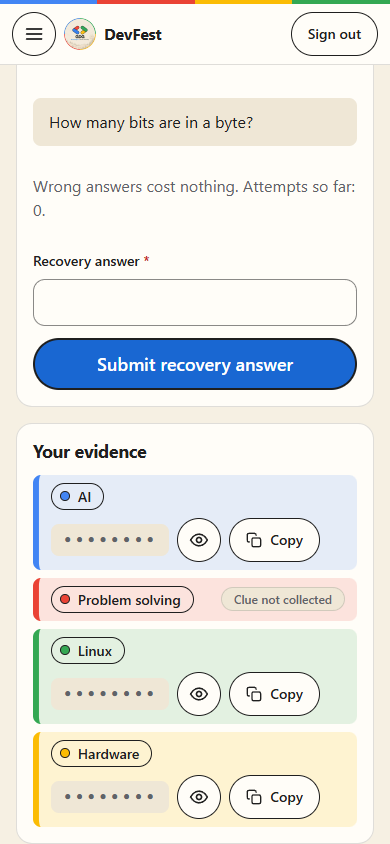 DevFest
Sign out
How many bits are in a byte?
Wrong answers cost nothing. Attempts so far:
0.
Recovery answer *
Submit recovery answer
Your evidence
AI
••••••••
Copy
Problem solving
Clue not collected
Linux
••••••••
Copy
Hardware
••••••••
Copy